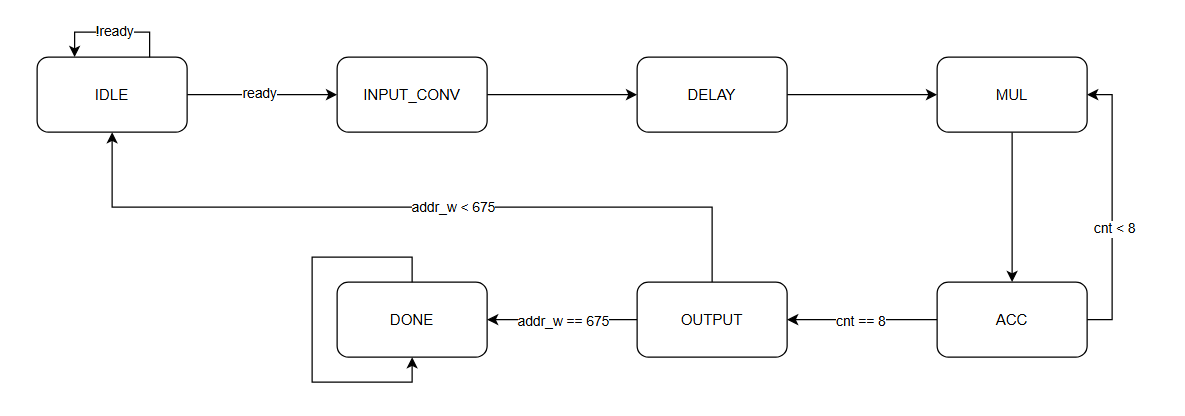 !ready
IDLE
ready
INPUT_CONV
DELAY
MUL
addr_w < 675
cnt < 8
DONE
addr_w == 675
OUTPUT
cnt == 8
ACC